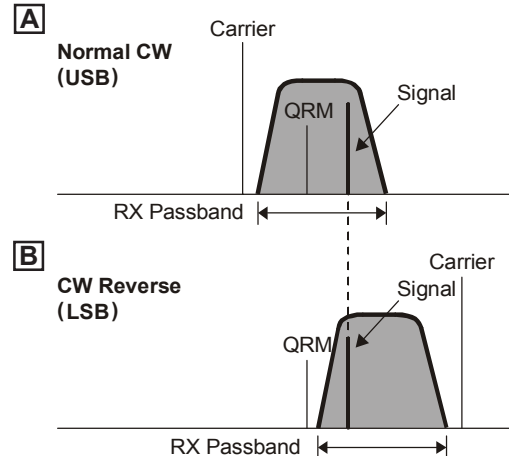 A
Normal CW
(USB)
Carrier
QRM
Signal
RX Passband
B
CW Reverse
(LSB)
Carrier
Signal
QRM
RX Passband